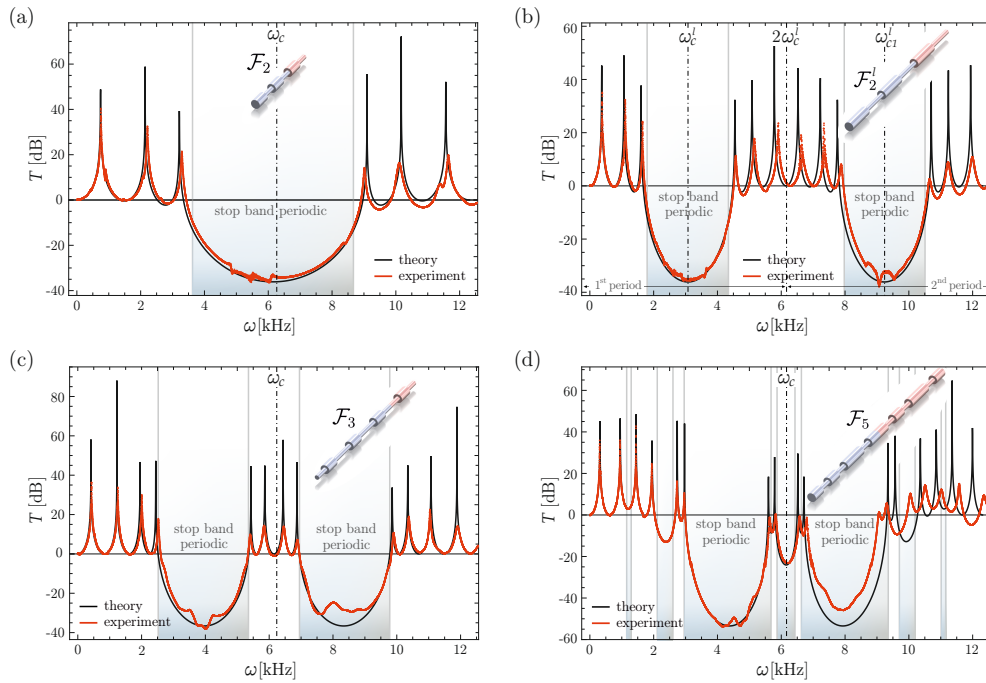 (a)
ω_c
60
40
20
0
-20
-40
T [dB]
F_2
stop band periodic
theory
experiment
0 2 4 6 8 10 12
ω[kHz]
(b)
ω_c^l 2ω_c^l ω_c1^l
60
40
20
0
-20
-40
T [dB]
F_2^l
stop band periodic
stop band periodic
theory
experiment
1st period
2nd period
0 2 4 6 8 10 12
ω[kHz]
(c)
ω_c
80
60
40
20
0
-20
-40
T [dB]
F_3
stop band periodic
stop band periodic
theory
experiment
0 2 4 6 8 10 12
ω[kHz]
(d)
ω_c
60
40
20
0
-20
-40
-60
T [dB]
F_5
stop band periodic
stop band periodic
theory
experiment
0 2 4 6 8 10 12
ω[kHz]